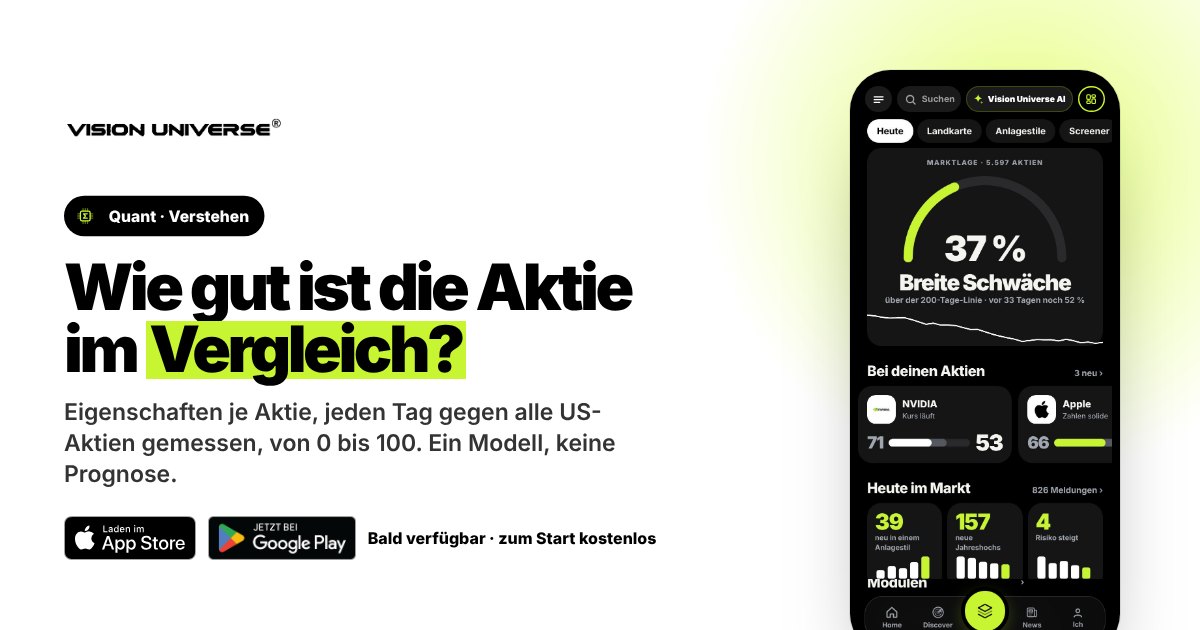 VISION UNIVERSE®
Quant · Verstehen
Wie gut ist die Aktie
im Vergleich?
Eigenschaften je Aktie, jeden Tag gegen alle US-
Aktien gemessen, von 0 bis 100. Ein Modell, keine
Prognose.
Laden im
App Store
JETZT BEI
Google Play
Bald verfügbar · zum Start kostenlos
Suchen
Vision Universe AI
Heute
Landkarte
Anlagestile
Screener
MARKTLAGE · 5.597 AKTIEN
37 %
Breite Schwäche
über der 200-Tage-Linie · vor 33 Tagen noch 52 %
Bei deinen Aktien
3 neu ›
NVIDIA
Kurs läuft
71
53
Apple
Zahlen solide
66
Heute im Markt
826 Meldungen ›
39
neu in einem
Anlagestil
157
neue
Jahreshochs
4
Risiko steigt
Modulen
›
Home
Discover
News
Ich